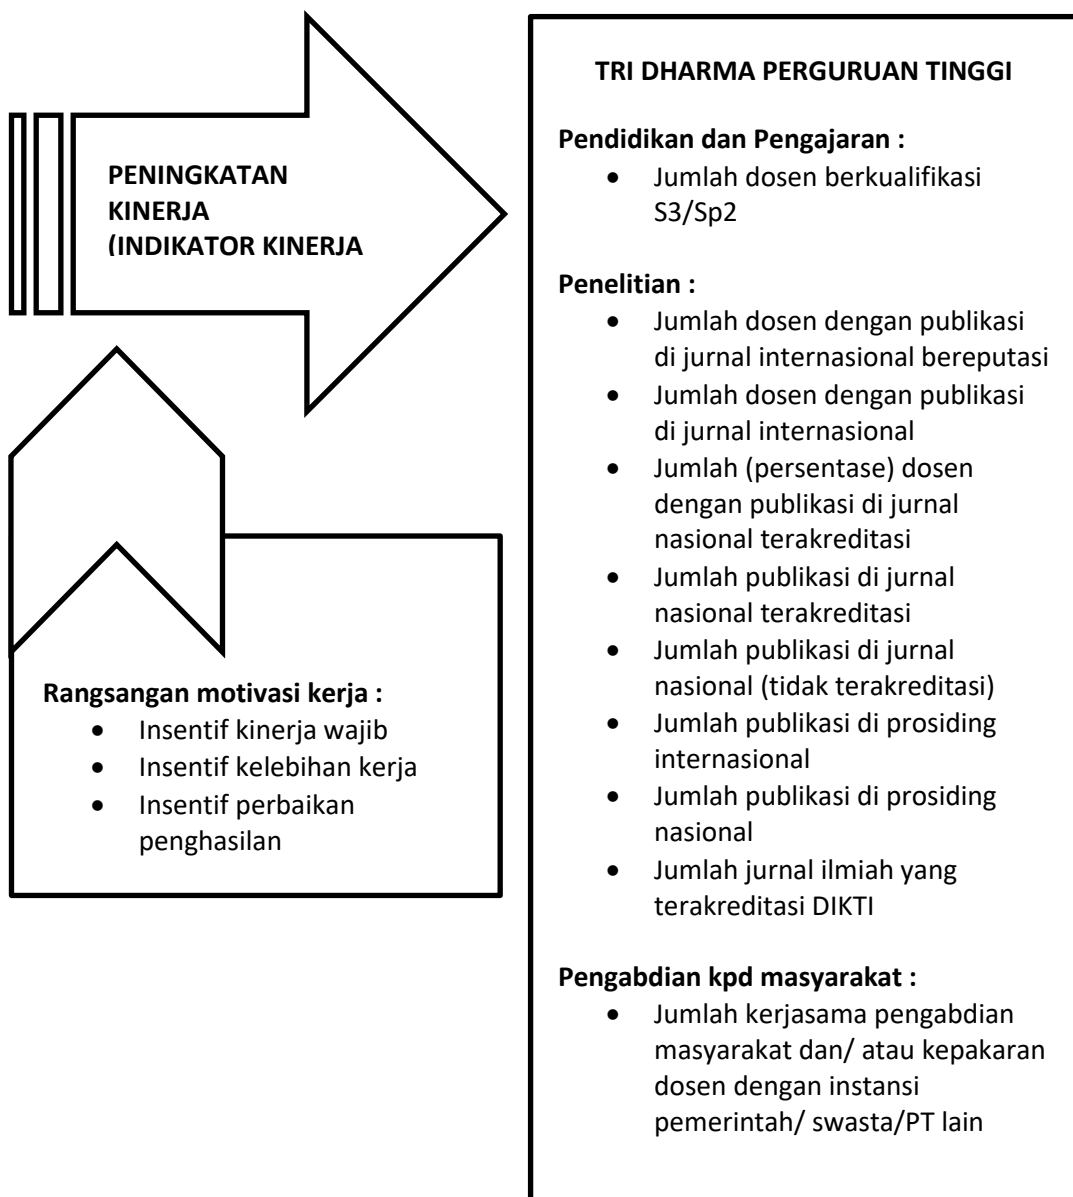 PENINGKATAN
KINERJA
(INDIKATOR KINERJA
Rangsangan motivasi kerja :
• Insentif kinerja wajib
• Insentif kelebihan kerja
• Insentif perbaikan
penghasilan
TRI DHARMA PERGURUAN TINGGI
Pendidikan dan Pengajaran :
• Jumlah dosen berkualifikasi
S3/Sp2
Penelitian :
• Jumlah dosen dengan publikasi
di jurnal internasional bereputasi
• Jumlah dosen dengan publikasi
di jurnal internasional
• Jumlah (persentase) dosen
dengan publikasi di jurnal
nasional terakreditasi
• Jumlah publikasi di jurnal
nasional terakreditasi
• Jumlah publikasi di jurnal
nasional (tidak terakreditasi)
• Jumlah publikasi di prosiding
internasional
• Jumlah publikasi di prosiding
nasional
• Jumlah jurnal ilmiah yang
terakreditasi DIKTI
Pengabdian kpd masyarakat :
• Jumlah kerjasama pengabdian
masyarakat dan/ atau kepakaran
dosen dengan instansi
pemerintah/ swasta/PT lain